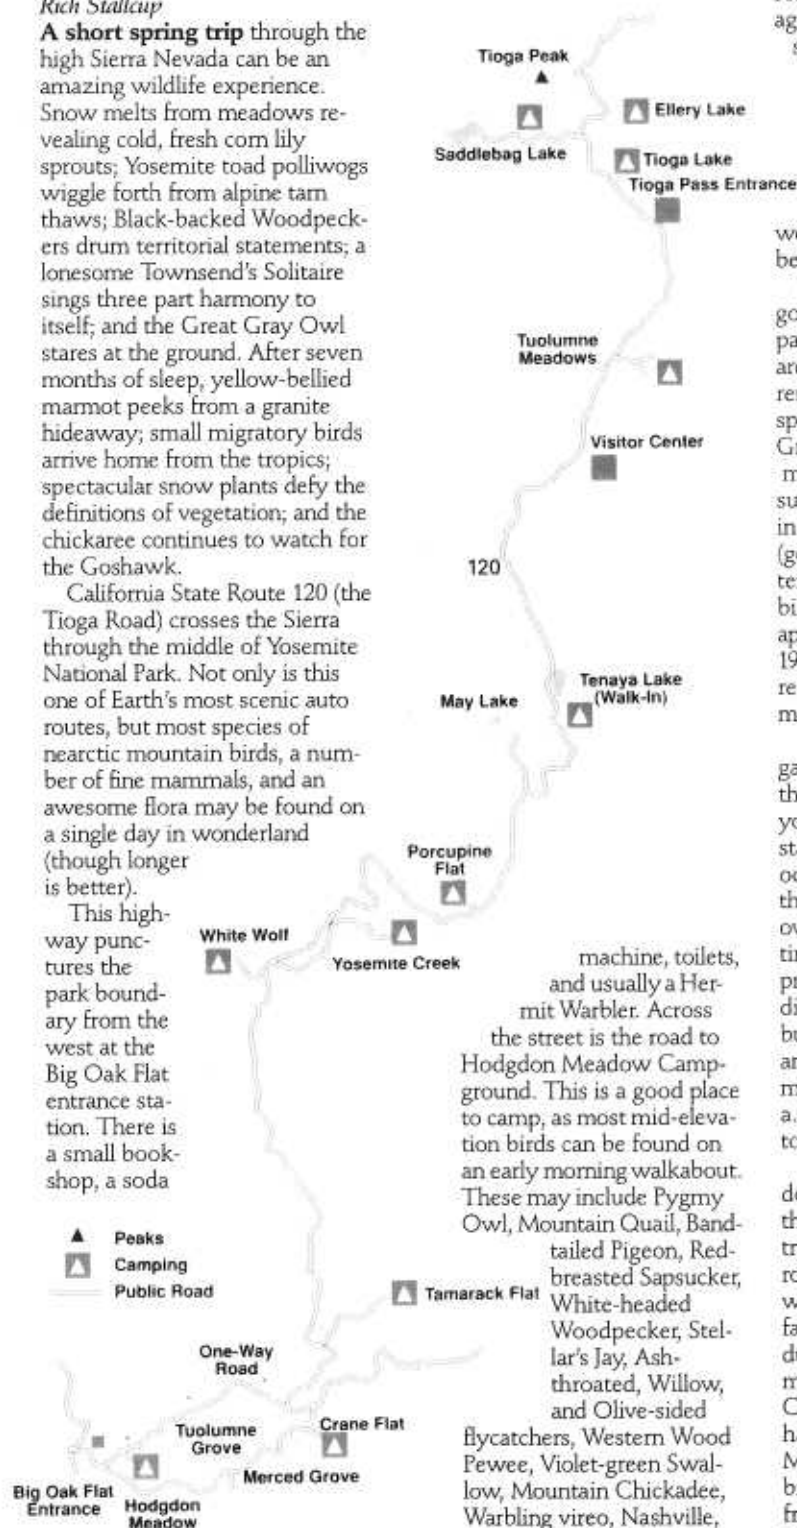 Rich Stallcup
A short spring trip through the
high Sierra Nevada can be an
amazing wildlife experience.
Snow melts from meadows re-
vealing cold, fresh corn lily
sprouts; Yosemite toad polliwogs
wiggle forth from alpine tarn
thaws; Black-backed Woodpeck-
ers drum territorial statements; a
lonesome Townsend's Solitaire
sings three part harmony to
itself; and the Great Gray Owl
stares at the ground. After seven
months of sleep, yellow-bellied
marmot peeks from a granite
hideaway; small migratory birds
arrive home from the tropics;
spectacular snow plants defy the
definitions of vegetation; and the
chickaree continues to watch for
the Goshawk.
California State Route 120 (the
Tioga Road) crosses the Sierra
through the middle of Yosemite
National Park. Not only is this
one of Earth's most scenic auto
routes, but most species of
nearctic mountain birds, a num-
ber of fine mammals, and an
awesome flora may be found on
a single day in wonderland
(though longer
is better).
This high-
way punc-
tures the
park bound-
ary from the
west at the
Big Oak Flat
entrance sta-
tion. There is
a small book-
shop, a soda
machine, toilets,
and usually a Her-
mit Warbler. Across
the street is the road to
Hodgdon Meadow Camp-
ground. This is a good place
to camp, as most mid-eleva-
tion birds can be found on
an early morning walkabout.
These may include Pygmy
Owl, Mountain Quail, Band-
tailed Pigeon, Red-
breasted Sapsucker,
White-headed
Woodpecker, Stel-
lar's Jay, Ash-
throated, Willow,
and Olive-sided
flycatchers, Western Wood
Pewee, Violet-green Swal-
low, Mountain Chickadee,
Warbling vireo, Nashville,
Tioga Peak
Ellery Lake
Saddlebag Lake
Tioga Lake
Tioga Pass Entrance
Tuolumne
Meadows
Visitor Center
120
Tenaya Lake
(Walk-In)
May Lake
Porcupine
Flat
White Wolf
Yosemite Creek
Peaks
Camping
Public Road
Tamarack Flat
One-Way
Road
Tuolumne
Grove
Crane Flat
Merced Grove
Big Oak Flat
Entrance
Hodgdon
Meadow